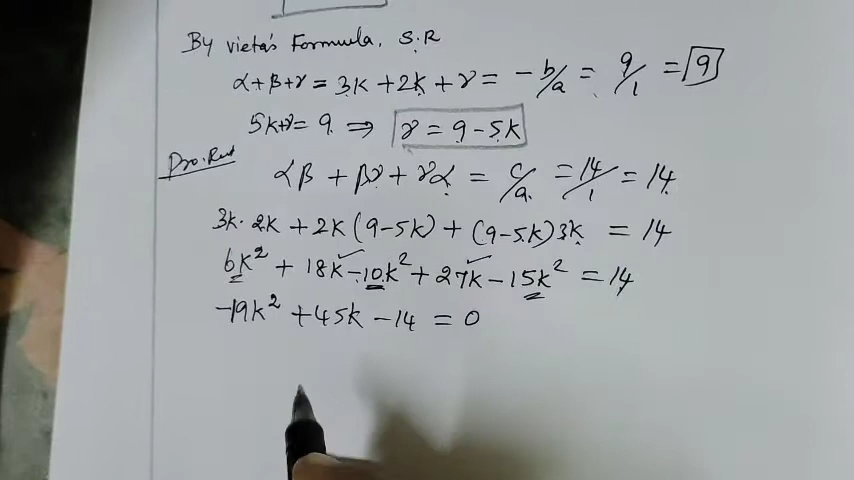 By Vieta's Formula, S.R
α+β+γ = 3k + 2k + γ = - b/a = 9/1 = 9
5k+γ = 9 ⇒ γ = 9-5k
Pro.Root
αβ + βγ + γα = c/a = 14/1 = 14
3k·2k + 2k(9-5k) + (9-5k)3k = 14
6k² + 18k - 10k² + 27k - 15k² = 14
-19k² + 45k - 14 = 0